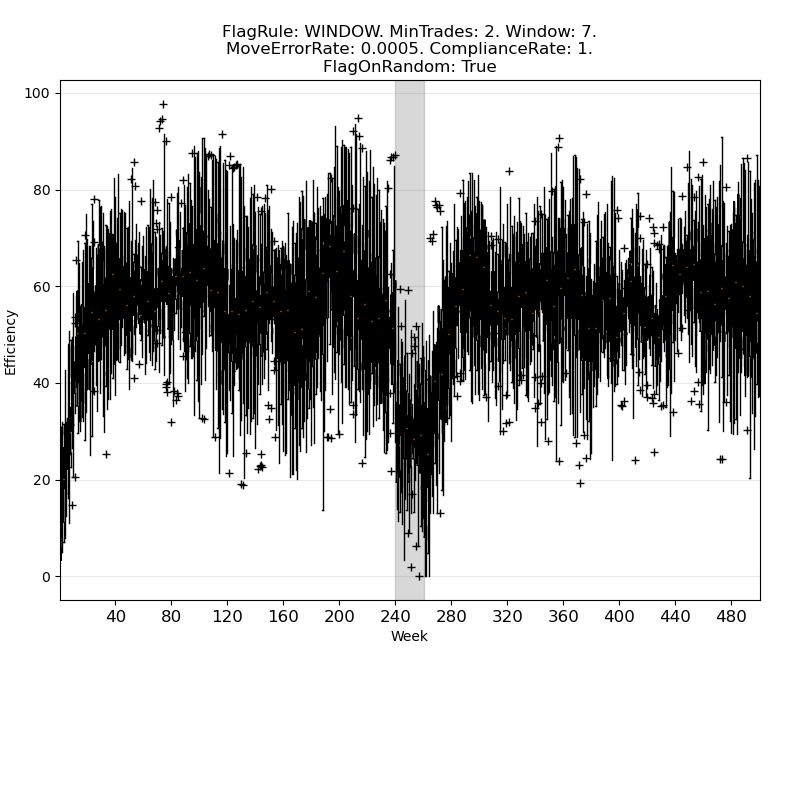 FlagRule: WINDOW. MinTrades: 2. Window: 7.
MoveErrorRate: 0.0005. ComplianceRate: 1.
FlagOnRandom: True
100
80
60
40
20
0
Efficiency
40 80 120 160 200 240 280 320 360 400 440 480
Week